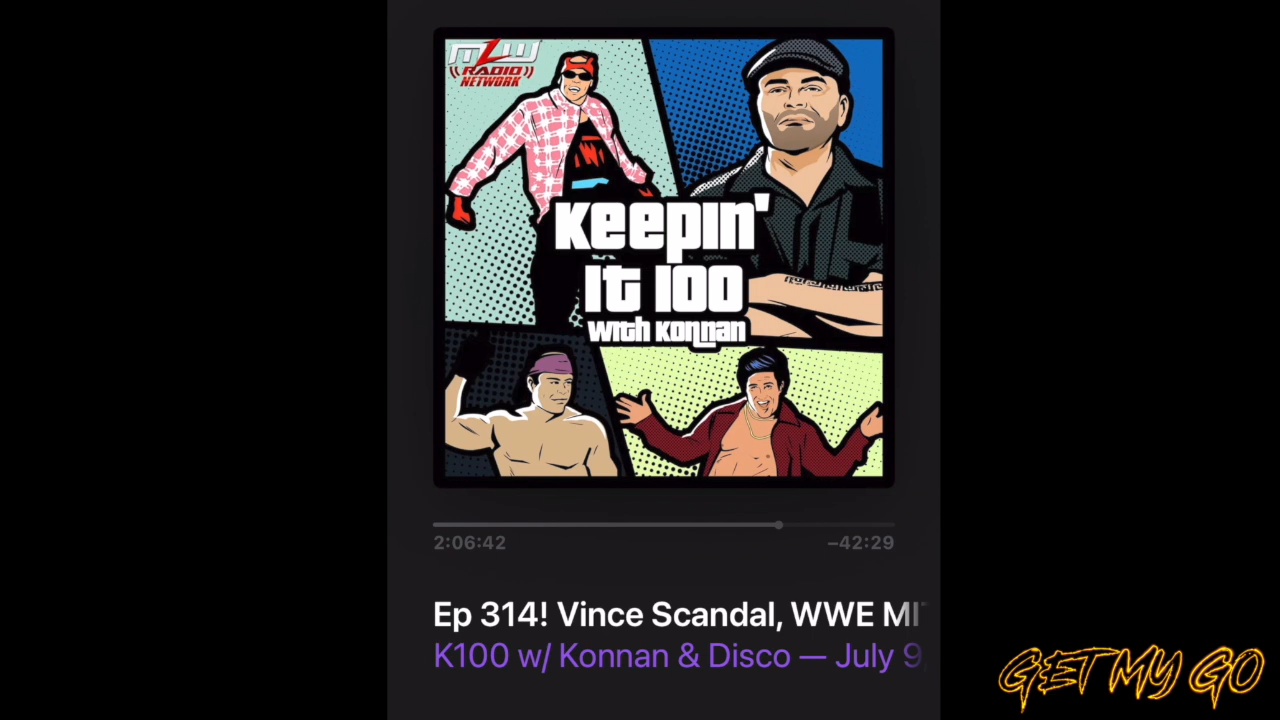 MLW
RADIO
NETWORK
KEEPIN'
IT 100
WITH KONNAN
2:06:42
–42:29
Ep 314! Vince Scandal, WWE MI
K100 w/ Konnan & Disco — July 9,
GET MY GO